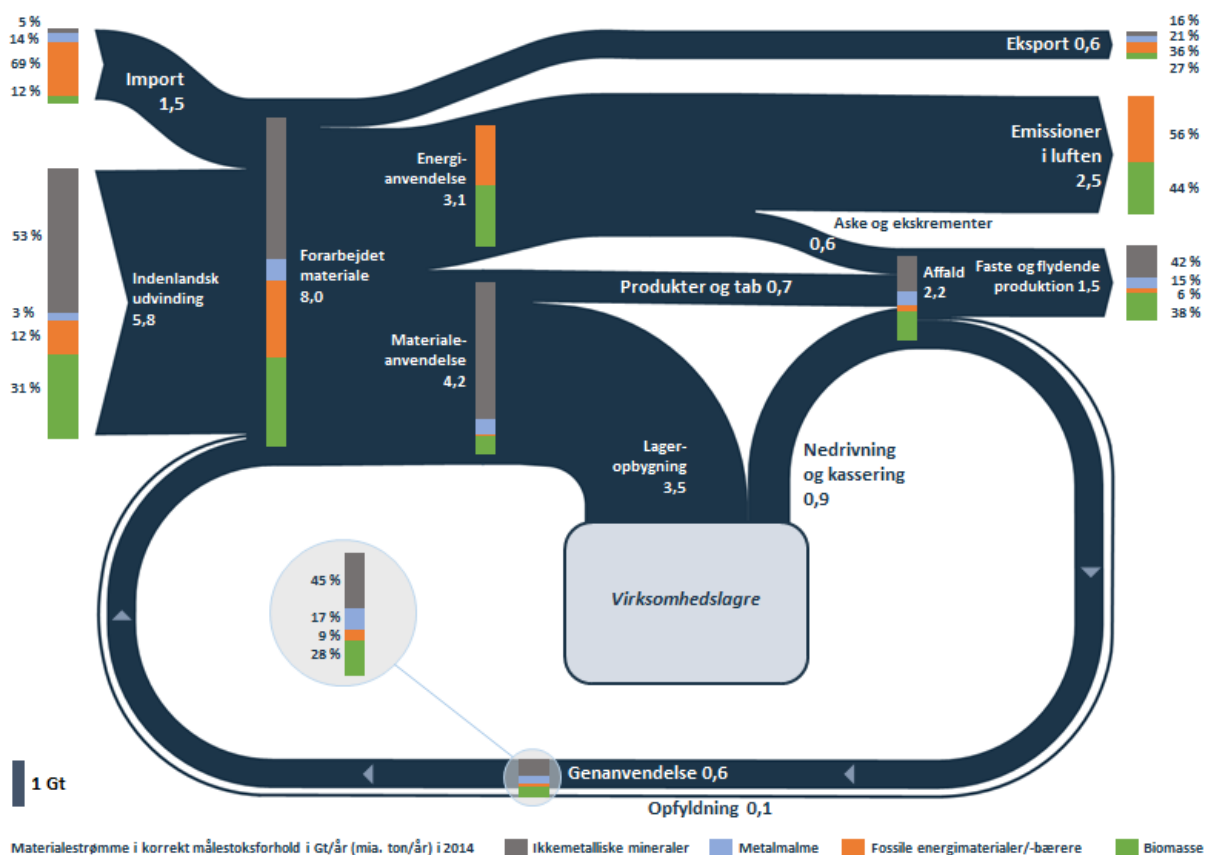 5 %
14 %
69 %
12 %
Import
1,5
53 %
3 %
12 %
31 %
Indenlandsk
udvinding
5,8
Forarbejdet
materiale
8,0
Energi-
anvendelse
3,1
Materiale-
anvendelse
4,2
Eksport 0,6
16 %
21 %
36 %
27 %
Emissioner
i luften
2,5
56 %
44 %
Aske og ekskrementer
0,6
Produkter og tab 0,7
Affald
2,2
Faste og flydende
produktion 1,5
42 %
15 %
6 %
38 %
Lager-
opbygning
3,5
Nedrivning
og kassering
0,9
Virksomhedslagre
45 %
17 %
9 %
28 %
Genanvendelse 0,6
Opfyldning 0,1
1 Gt
Materialestrømme i korrekt målestoksforhold i Gt/år (mia. ton/år) i 2014
Ikkemetalliske mineraler
Metalmalme
Fossile energimaterialer/-bærere
Biomasse